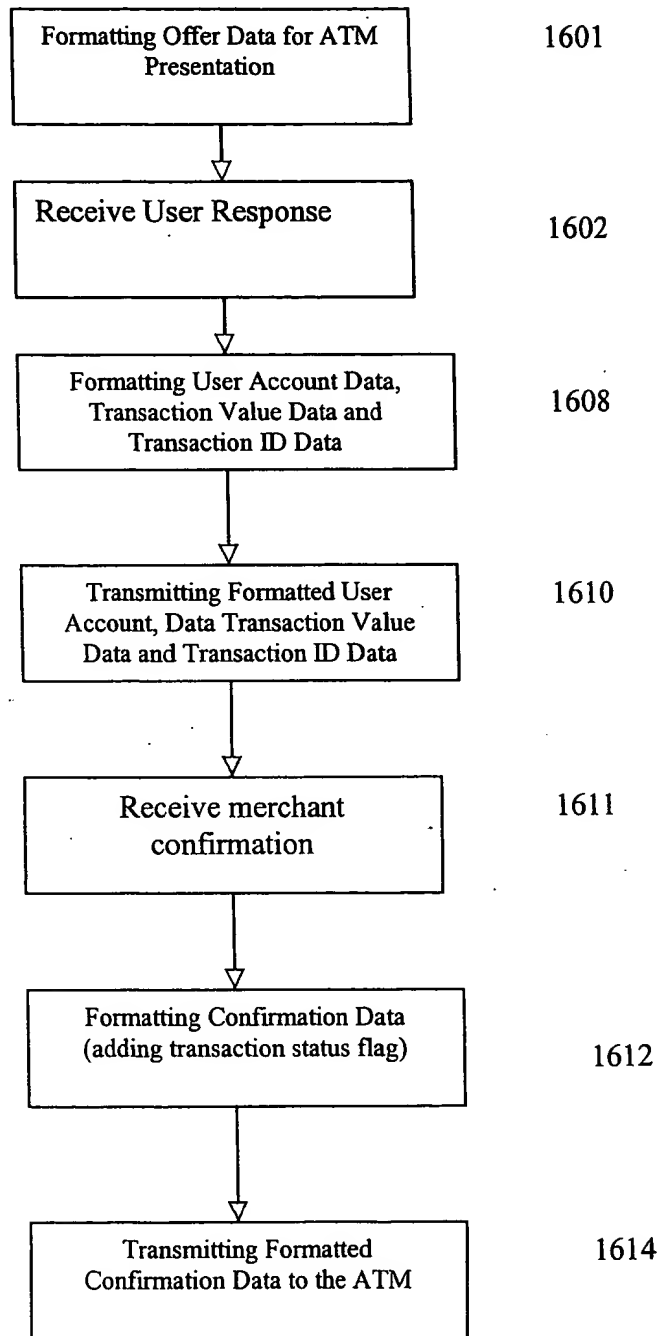 Formatting Offer Data for ATM
Presentation
1601
Receive User Response
1602
Formatting User Account Data,
Transaction Value Data and
Transaction ID Data
1608
Transmitting Formatted User
Account, Data Transaction Value
Data and Transaction ID Data
1610
Receive merchant
confirmation
1611
Formatting Confirmation Data
(adding transaction status flag)
1612
Transmitting Formatted
Confirmation Data to the ATM
1614